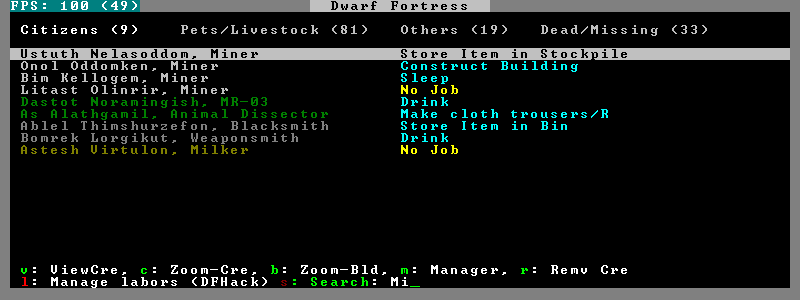 FPS: 100 (49) Dwarf Fortress
Citizens (9) Pets/Livestock (81) Others (19) Dead/Missing (33)
Ustuth Nelasoddom, Miner Store Item in Stockpile
Onol Oddomken, Miner Construct Building
Bim Kellogem, Miner Sleep
Litast Olinrir, Miner No Job
Dastot Noramingish, MR-03 Drink
As Alathgamil, Animal Dissector Make cloth trousers/R
Ablel Thimshurzefon, Blacksmith Store Item in Bin
Bomrek Lorgikut, Weaponsmith Drink
Astesh Virtulon, Milker No Job
v: ViewCre, c: Zoom-Cre, b: Zoom-Bld, m: Manager, r: Remv Cre
l: Manage labors (DFHack) s: Search: Mi_